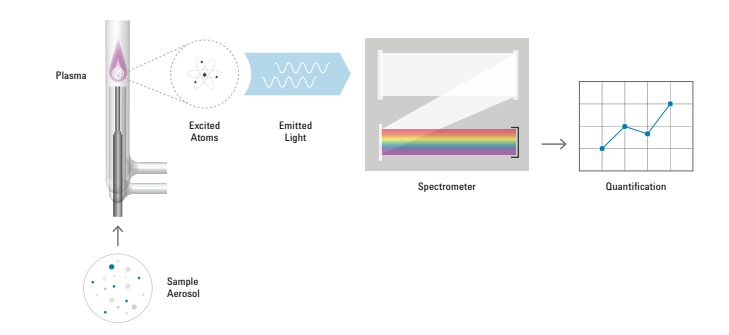 Plasma
Excited
Atoms
Emitted
Light
Spectrometer
Quantification
Sample
Aerosol